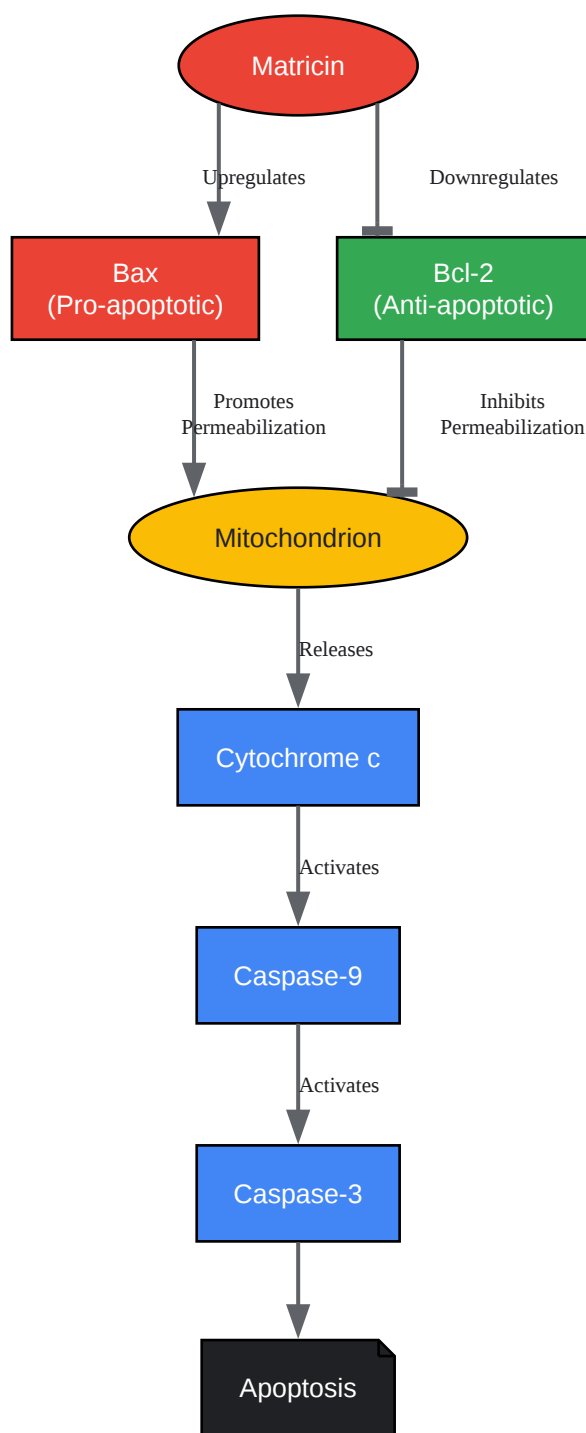 Matricin
Upregulates
Downregulates
Bax
(Pro-apoptotic)
Bcl-2
(Anti-apoptotic)
Promotes
Permeabilization
Inhibits
Permeabilization
Mitochondrion
Releases
Cytochrome c
Activates
Caspase-9
Activates
Caspase-3
Apoptosis